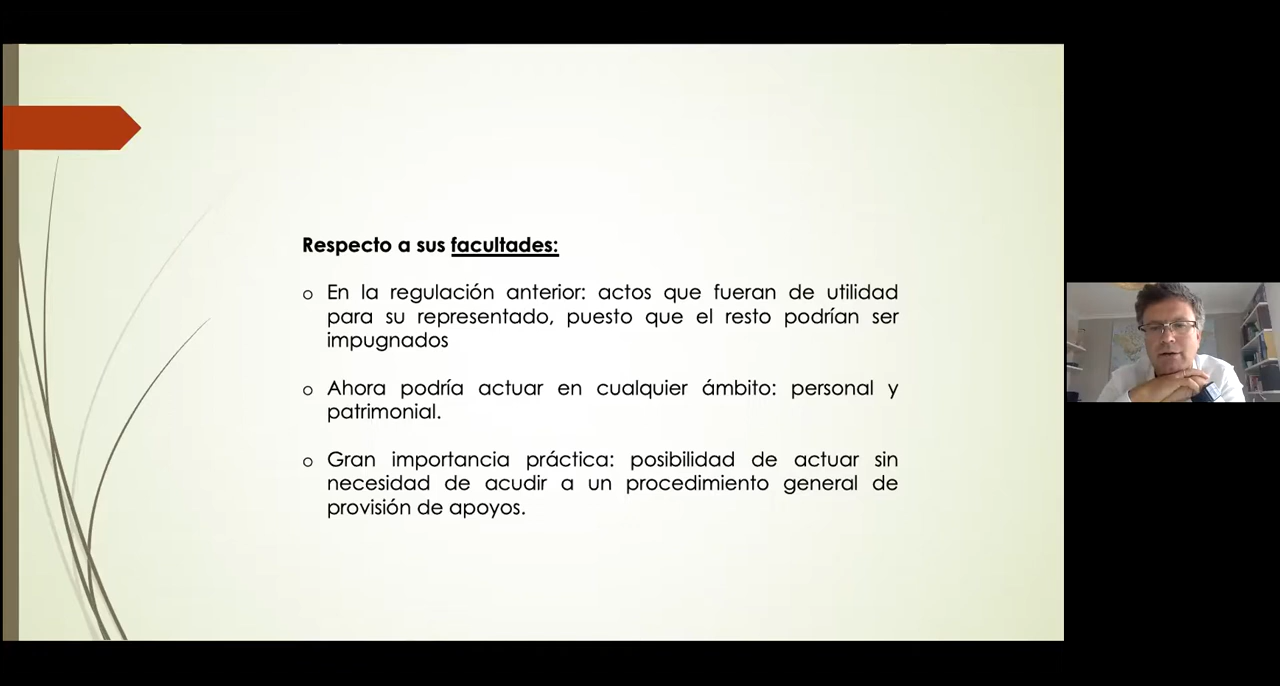 Respecto a sus facultades:
o En la regulación anterior: actos que fueran de utilidad
para su representado, puesto que el resto podrían ser
impugnados
o Ahora podría actuar en cualquier ámbito: personal y
patrimonial.
o Gran importancia práctica: posibilidad de actuar sin
necesidad de acudir a un procedimiento general de
provisión de apoyos.